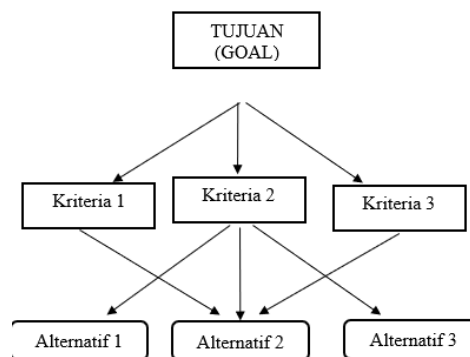 TUJUAN
(GOAL)
Kriteria 1
Kriteria 2
Kriteria 3
Alternatif 1
Alternatif 2
Alternatif 3